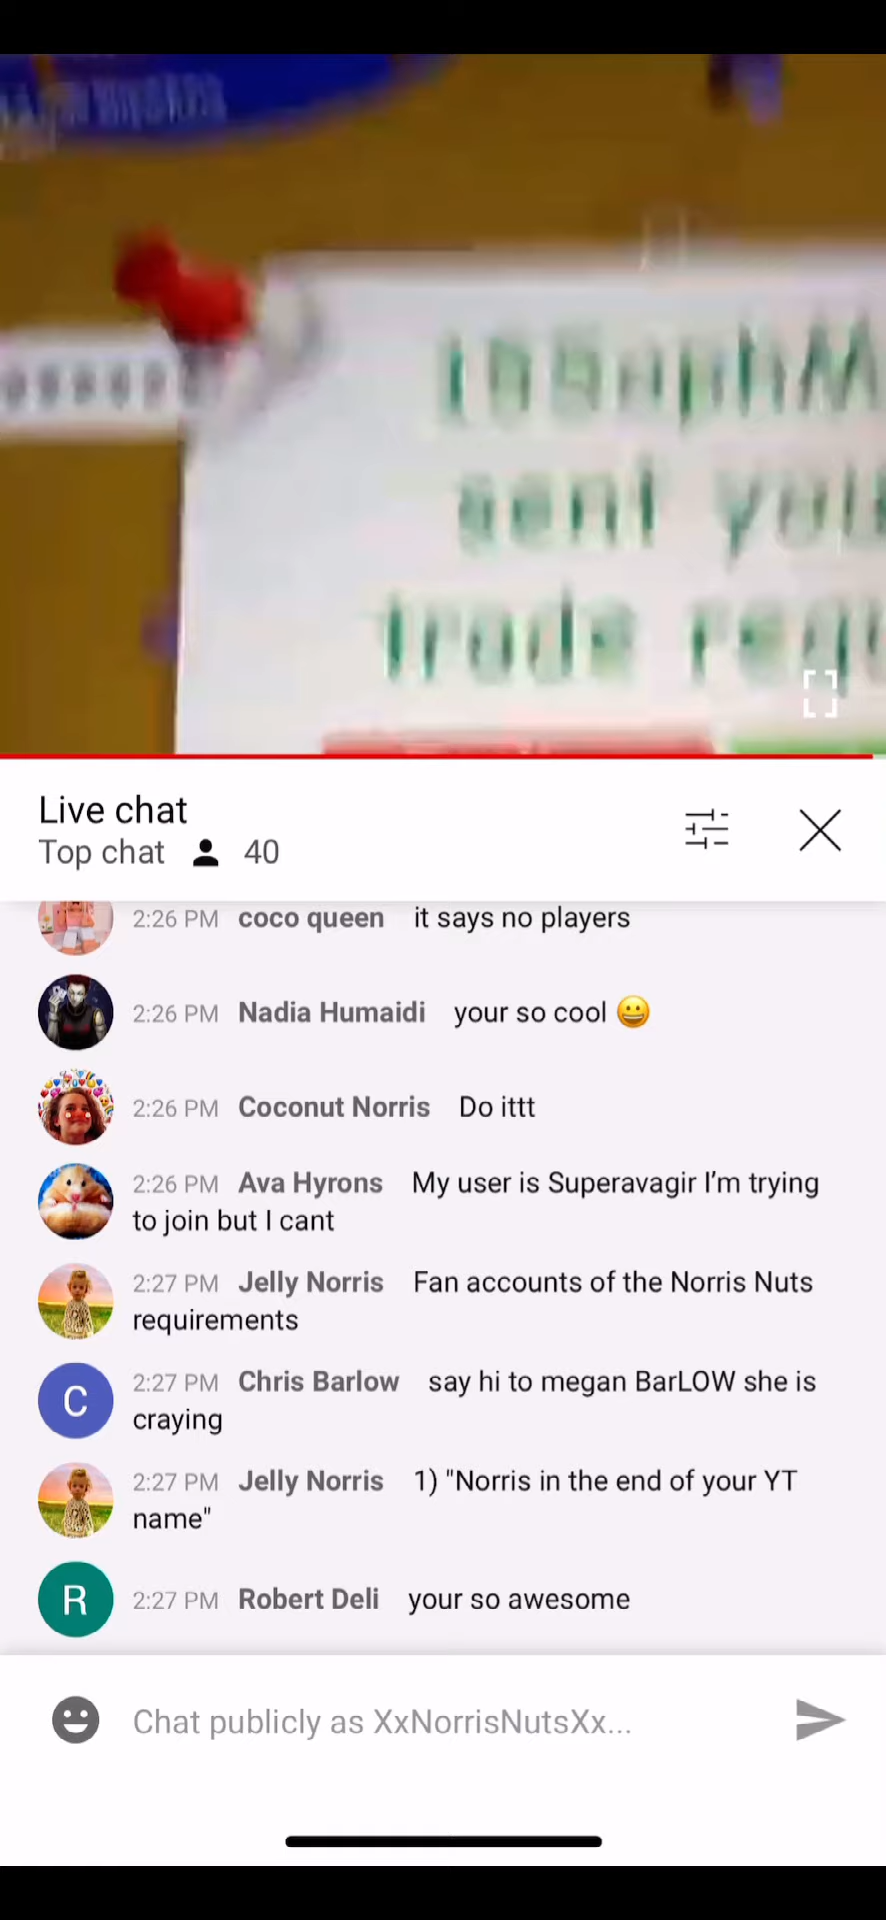 sent you
trade
Live chat
Top chat 40
2:26 PM coco queen it says no players
2:26 PM Nadia Humaidi your so cool 😀
2:26 PM Coconut Norris Do ittt
2:26 PM Ava Hyrons My user is Superavagir I’m trying
to join but I cant
2:27 PM Jelly Norris Fan accounts of the Norris Nuts
requirements
C
2:27 PM Chris Barlow say hi to megan BarLOW she is
craying
2:27 PM Jelly Norris 1) "Norris in the end of your YT
name"
R
2:27 PM Robert Deli your so awesome
Chat publicly as XxNorrisNutsXx...